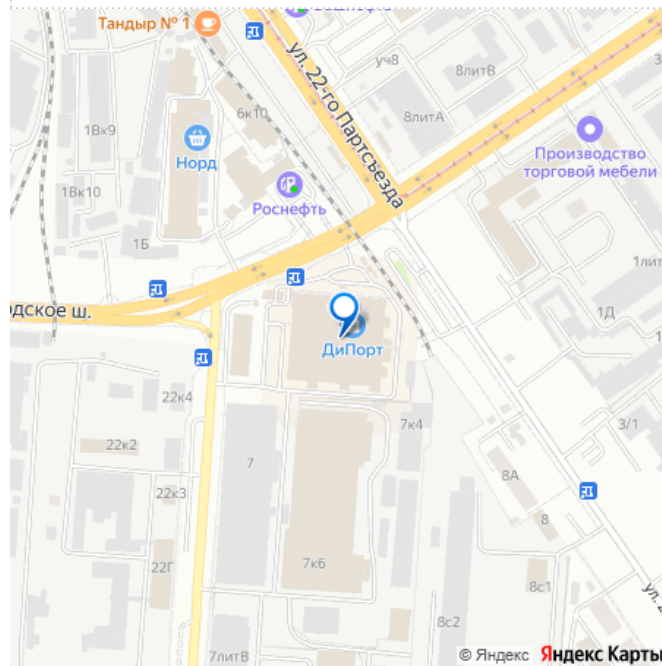 Тандыр № 1
ул. 22-го Партсъезда
уч8
8литВ
8литА
6к10
1Вк9
Норд
Производство
торговой мебели
Роснефть
1Вк10
1Б
1лит
одское ш.
1Д
ДиПорт
22к4
7к4
3/1
22к2
7
8А
22к3
8
22Г
7к6
8с1
ул. 2
8с2
7литВ
© Яндекс Яндекс Карты